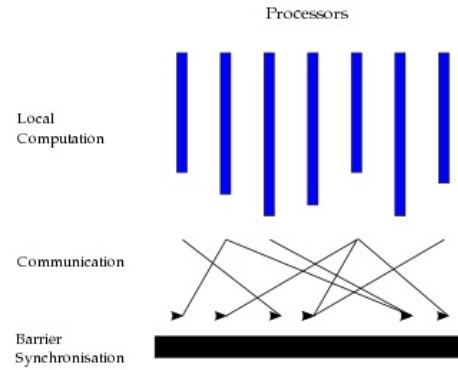 Processors
Local
Computation
Communication
Barrier
Synchronisation